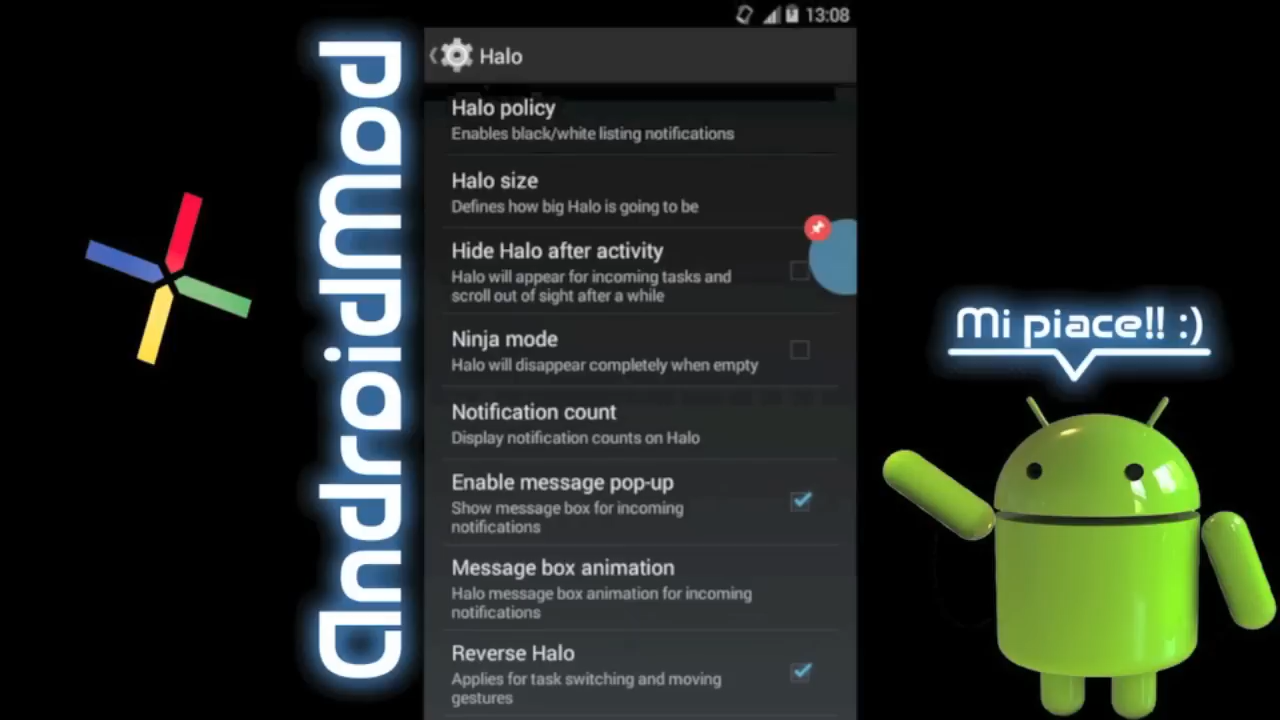 13:08
Halo
AndroidMod
Halo policy
Enables black/white listing notifications
Halo size
Defines how big Halo is going to be
Hide Halo after activity
Halo will appear for incoming tasks and
scroll out of sight after a while
Ninja mode
Halo will disappear completely when empty
Notification count
Display notification counts on Halo
Enable message pop-up
Show message box for incoming
notifications
Message box animation
Halo message box animation for incoming
notifications
Reverse Halo
Applies for task switching and moving
gestures
Mi piace!! :)